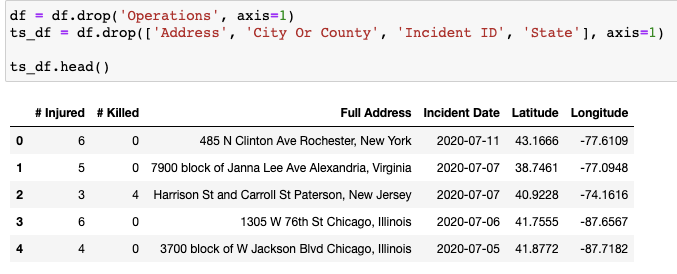 df = df.drop('Operations', axis=1)
ts_df = df.drop(['Address', 'City Or County', 'Incident ID', 'State'], axis=1)
ts_df.head()
# Injured # Killed Full Address Incident Date Latitude Longitude
0 6 0 485 N Clinton Ave Rochester, New York 2020-07-11 43.1666 -77.6109
1 5 0 7900 block of Janna Lee Ave Alexandria, Virginia 2020-07-07 38.7461 -77.0948
2 3 4 Harrison St and Carroll St Paterson, New Jersey 2020-07-07 40.9228 -74.1616
3 6 0 1305 W 76th St Chicago, Illinois 2020-07-06 41.7555 -87.6567
4 4 0 3700 block of W Jackson Blvd Chicago, Illinois 2020-07-05 41.8772 -87.7182